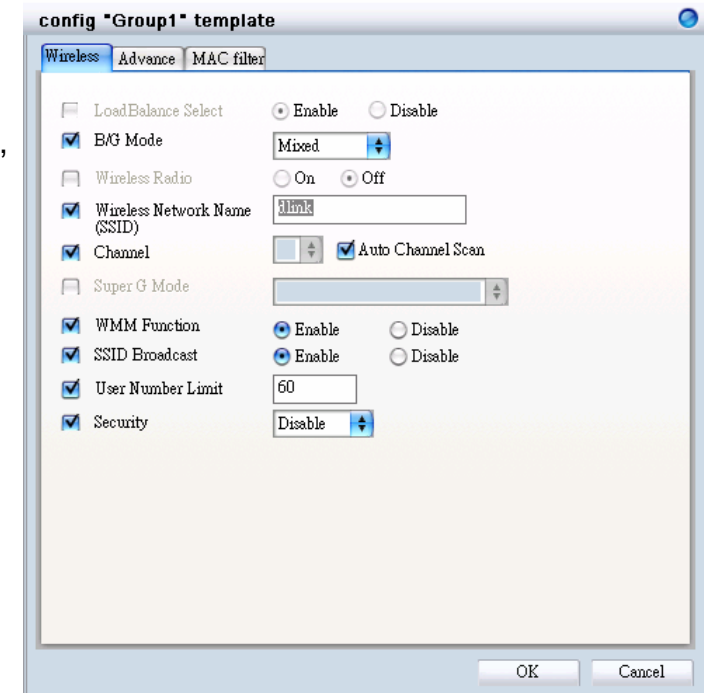 config "Group1" template
Wireless Advance MAC filter
LoadBalance Select Enable Disable
,
B/G Mode Mixed
Wireless Radio On Off
Wireless Network Name
(SSID) dlink
Channel Auto Channel Scan
Super G Mode
WMM Function Enable Disable
SSID Broadcast Enable Disable
User Number Limit 60
Security Disable
OK Cancel